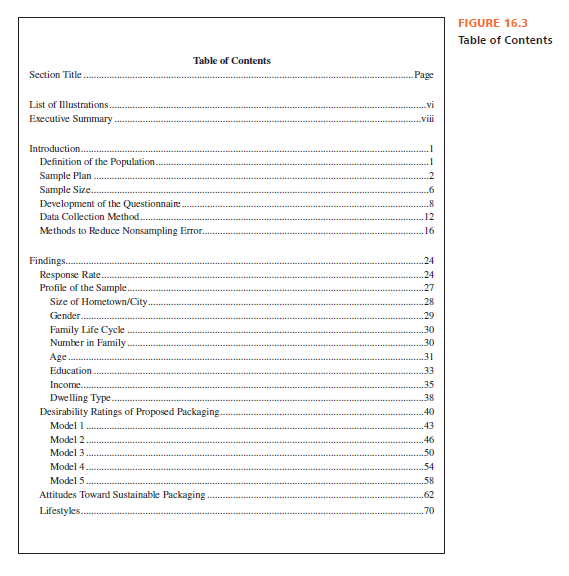 FIGURE 16.3
Table of Contents
Table of Contents
Section Title ........ Page
List of Illustrations ........ vi
Executive Summary ........ viii
Introduction ........ 1
Definition of the Population ........ 1
Sample Plan ........ 2
Sample Size ........ 6
Development of the Questionnaire ........ 8
Data Collection Method ........ 12
Methods to Reduce Nonsampling Error ........ 16
Findings ........ 24
Response Rate ........ 24
Profile of the Sample ........ 27
Size of Hometown/City ........ 28
Gender ........ 29
Family Life Cycle ........ 30
Number in Family ........ 30
Age ........ 31
Education ........ 33
Income ........ 35
Dwelling Type ........ 38
Desirability Ratings of Proposed Packaging ........ 40
Model 1 ........ 43
Model 2 ........ 46
Model 3 ........ 50
Model 4 ........ 54
Model 5 ........ 58
Attitudes Toward Sustainable Packaging ........ 62
Lifestyles ........ 70